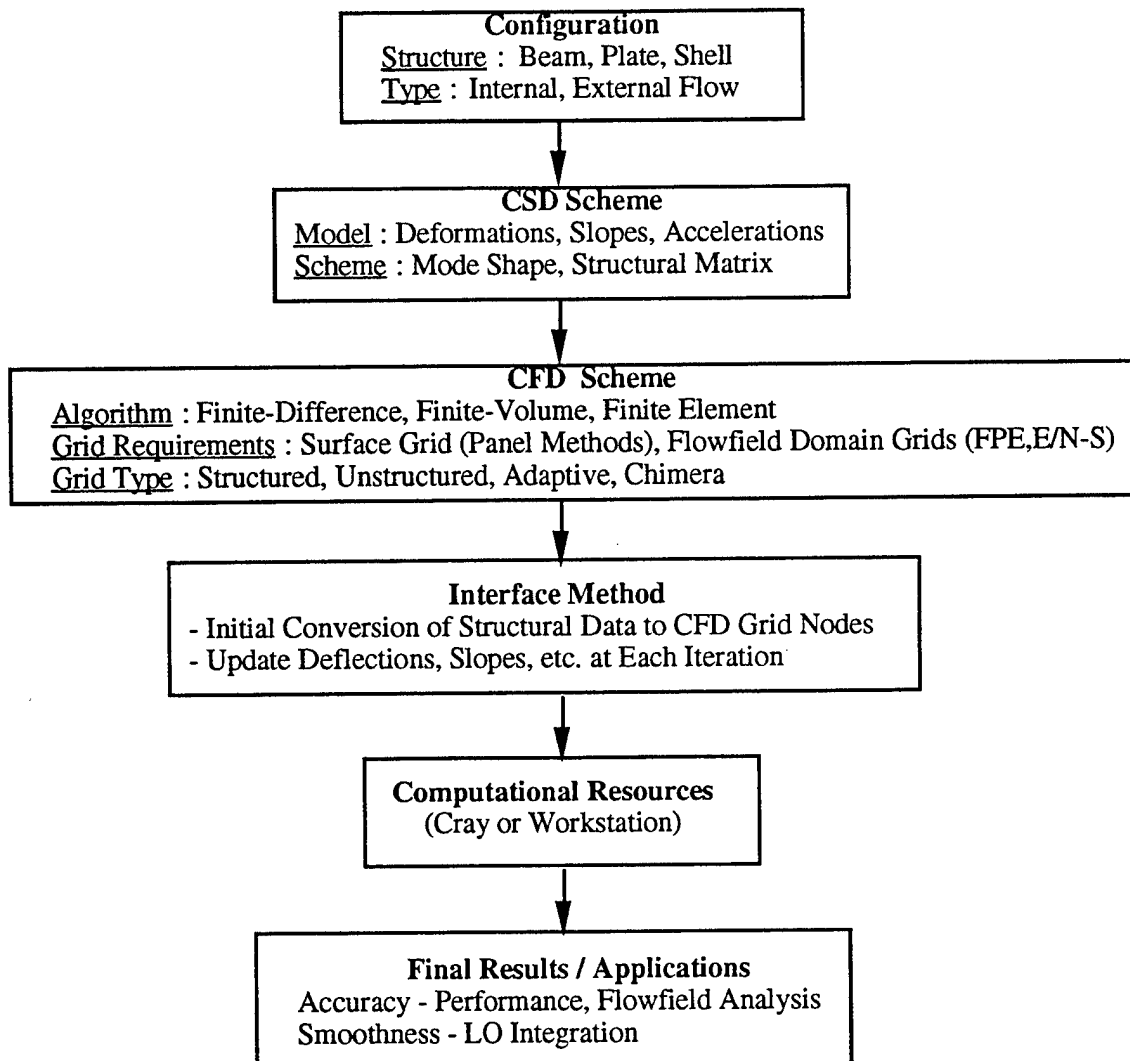 Configuration
Structure : Beam, Plate, Shell
Type : Internal, External Flow
CSD Scheme
Model : Deformations, Slopes, Accelerations
Scheme : Mode Shape, Structural Matrix
CFD Scheme
Algorithm : Finite-Difference, Finite-Volume, Finite Element
Grid Requirements : Surface Grid (Panel Methods), Flowfield Domain Grids (FPE,E/N-S)
Grid Type : Structured, Unstructured, Adaptive, Chimera
Interface Method
- Initial Conversion of Structural Data to CFD Grid Nodes
- Update Deflections, Slopes, etc. at Each Iteration
Computational Resources
(Cray or Workstation)
Final Results / Applications
Accuracy - Performance, Flowfield Analysis
Smoothness - LO Integration